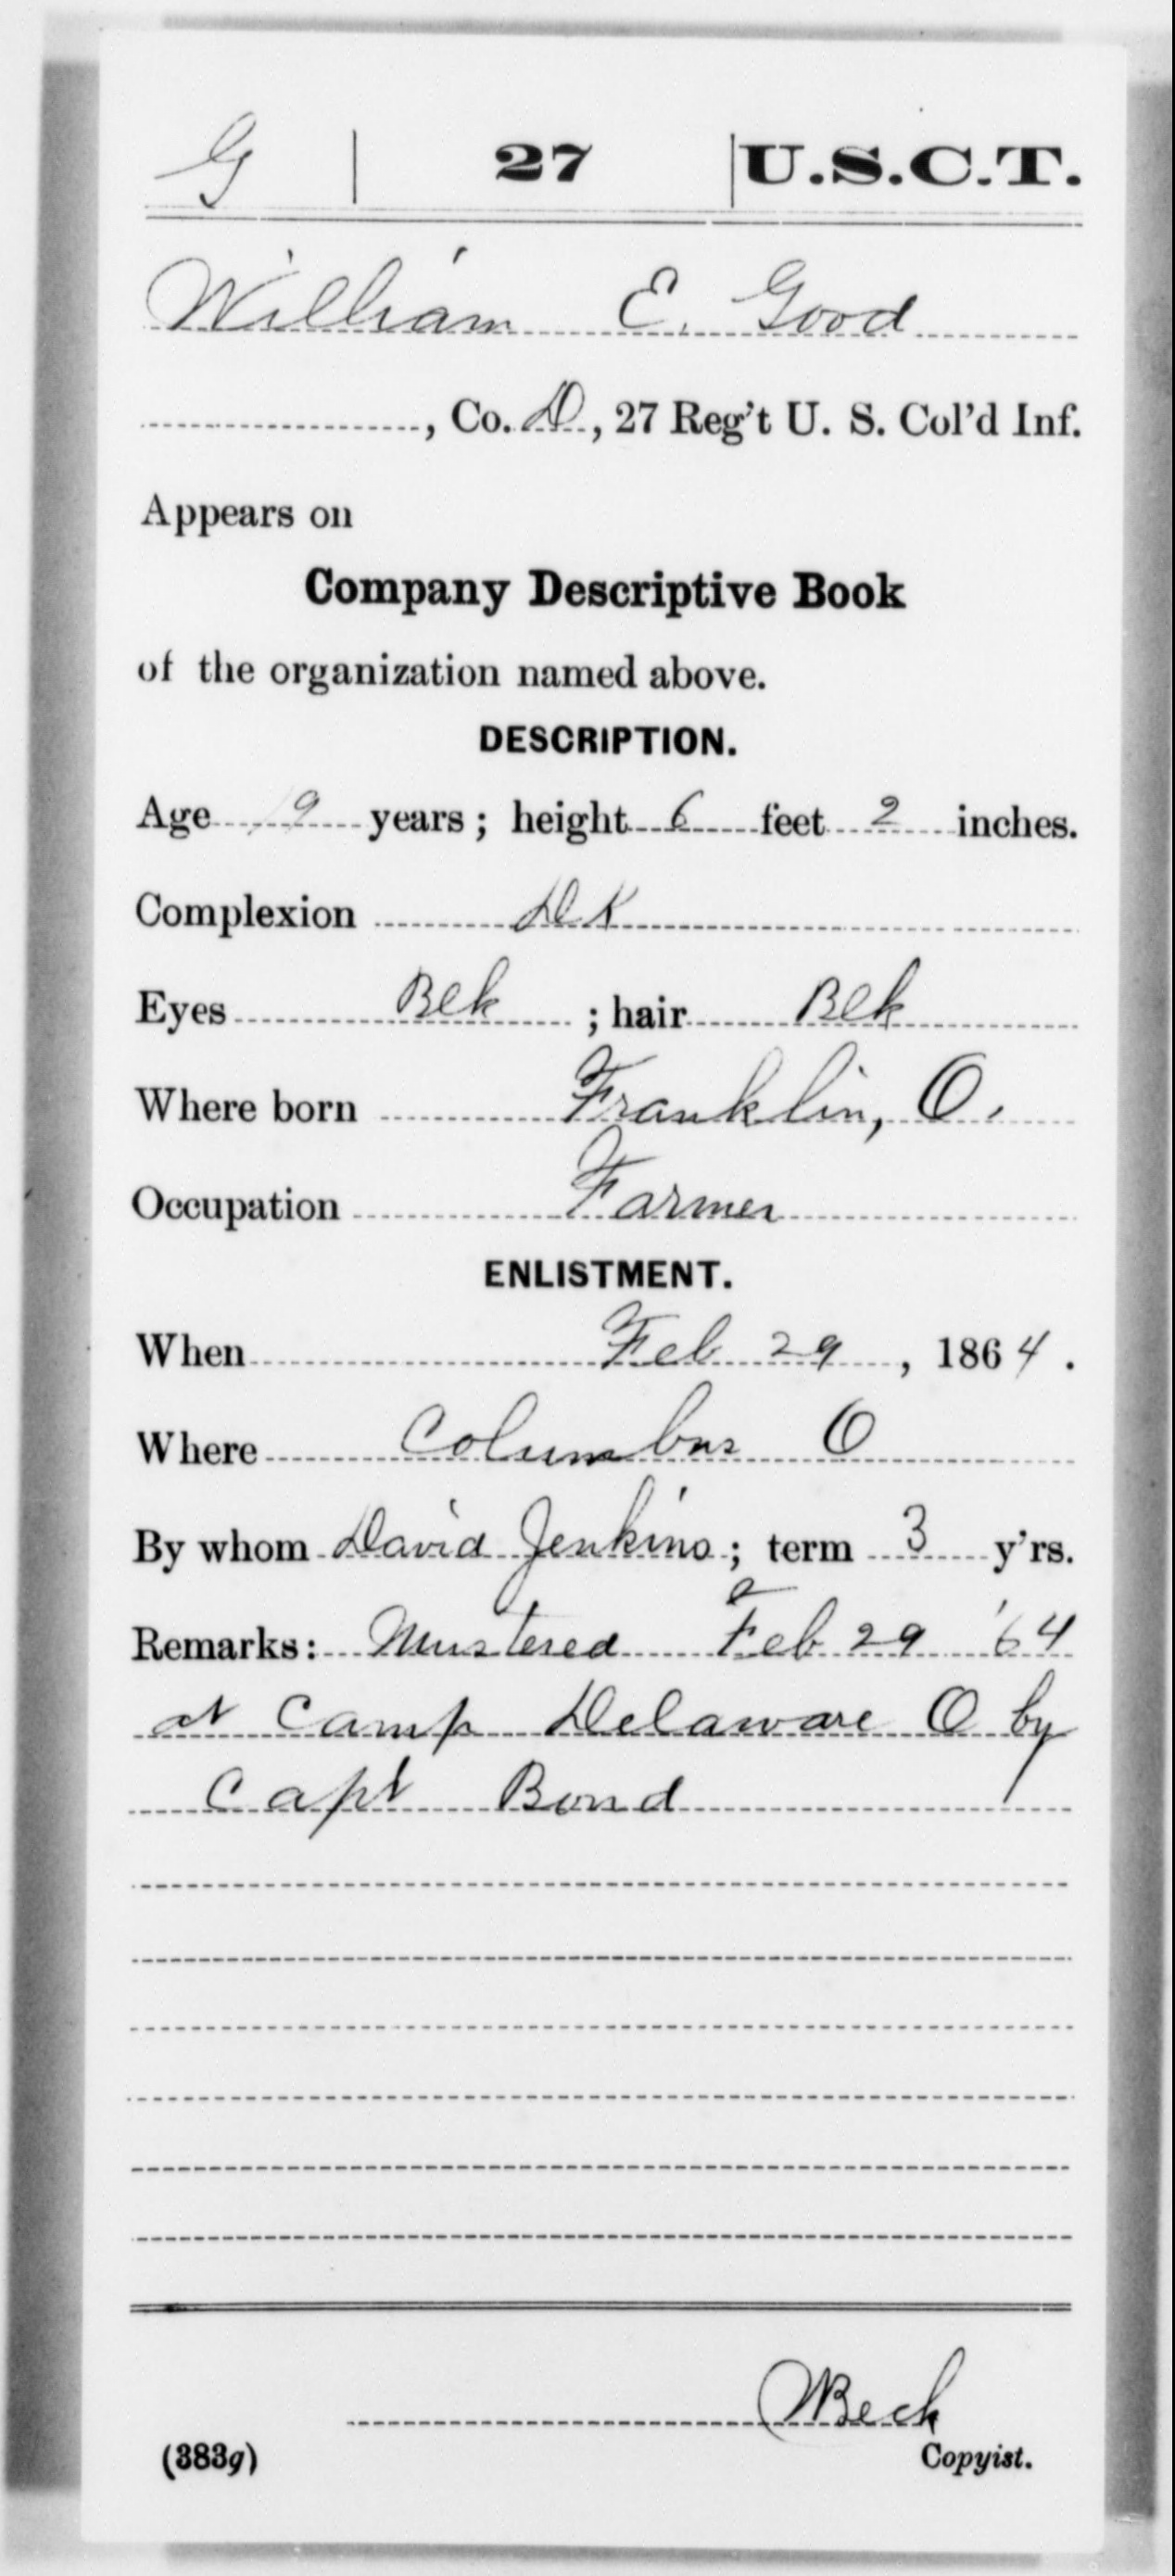 G | 27 | U.S.C.T.
William E. Good
, Co. D, 27 Reg't U. S. Col'd Inf.
Appears on
Company Descriptive Book
of the organization named above.
DESCRIPTION.
Age 19 years; height 6 feet 2 inches.
Complexion Dk
Eyes Blk ; hair Blk
Where born Franklin, O.
Occupation Farmer
ENLISTMENT.
When Feb 29, 1864.
Where Columbus O
By whom David Jenkins; term 3 y'rs.
Remarks: Mustered Feb 29 '64
at Camp Delaware O by
Capt Bond
Beck
(383g) Copyist.